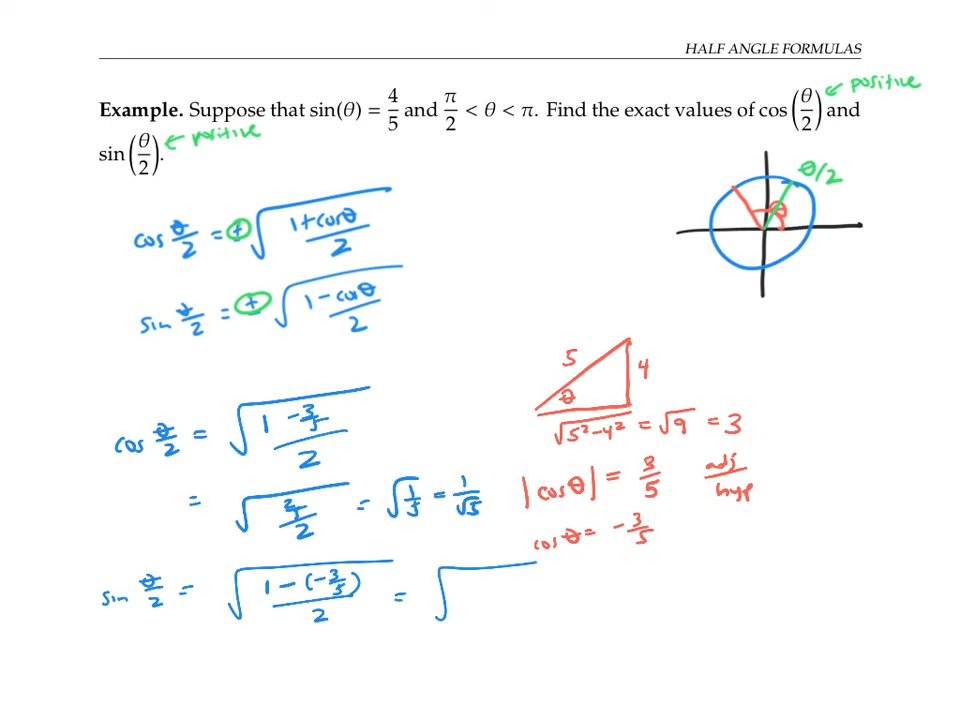 HALF ANGLE FORMULAS
Example. Suppose that sin(θ) = 4/5 and π/2 < θ < π. Find the exact values of cos(θ/2) ← positive and
sin(θ/2). ← positive
θ/2
θ
cos θ/2 = ± √((1+cosθ)/2)
sin θ/2 = ± √((1-cosθ)/2)
5
4
θ
√(5²-4²) = √9 = 3
cos θ/2 = √((1 -3/5)/2)
|cosθ| = 3/5 adj/hyp
= √((2/5)/2) = √(1/5) = 1/√5
cos θ = -3/5
sin θ/2 = √((1-(-3/5))/2) = √